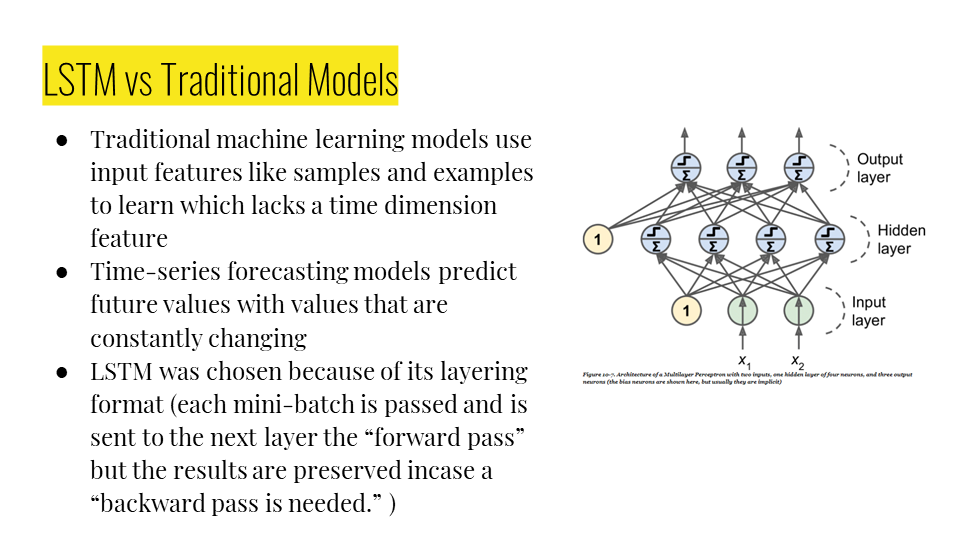 LSTM vs Traditional Models
● Traditional machine learning models use
input features like samples and examples
to learn which lacks a time dimension
feature
● Time-series forecasting models predict
future values with values that are
constantly changing
● LSTM was chosen because of its layering
format (each mini-batch is passed and is
sent to the next layer the “forward pass”
but the results are preserved incase a
“backward pass is needed.” )
Output
layer
Σ Σ Σ
Hidden
layer
1 Σ Σ Σ Σ
Input
layer
1
x1 x2
Figure 10-7. Architecture of a Multilayer Perceptron with two inputs, one hidden layer of four neurons, and three output
neurons (the bias neurons are shown here, but usually they are implicit)